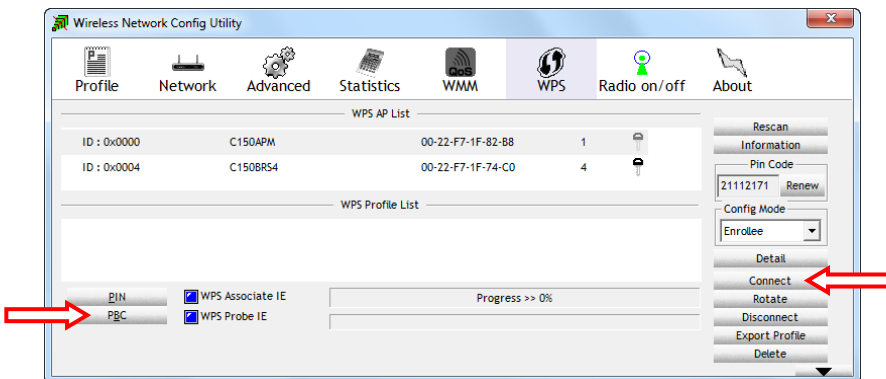 Wireless Network Config Utility
x
Profile Network Advanced Statistics QoS WMM WPS Radio on/off About
WPS AP List
ID : 0x0000 C150APM 00-22-F7-1F-82-B8 1
ID : 0x0004 C150BRS4 00-22-F7-1F-74-C0 4
WPS Profile List
PIN WPS Associate IE Progress >> 0%
PBC WPS Probe IE
Rescan
Information
Pin Code
21112171 Renew
Config Mode
Enrollee
Detail
Connect
Rotate
Disconnect
Export Profile
Delete